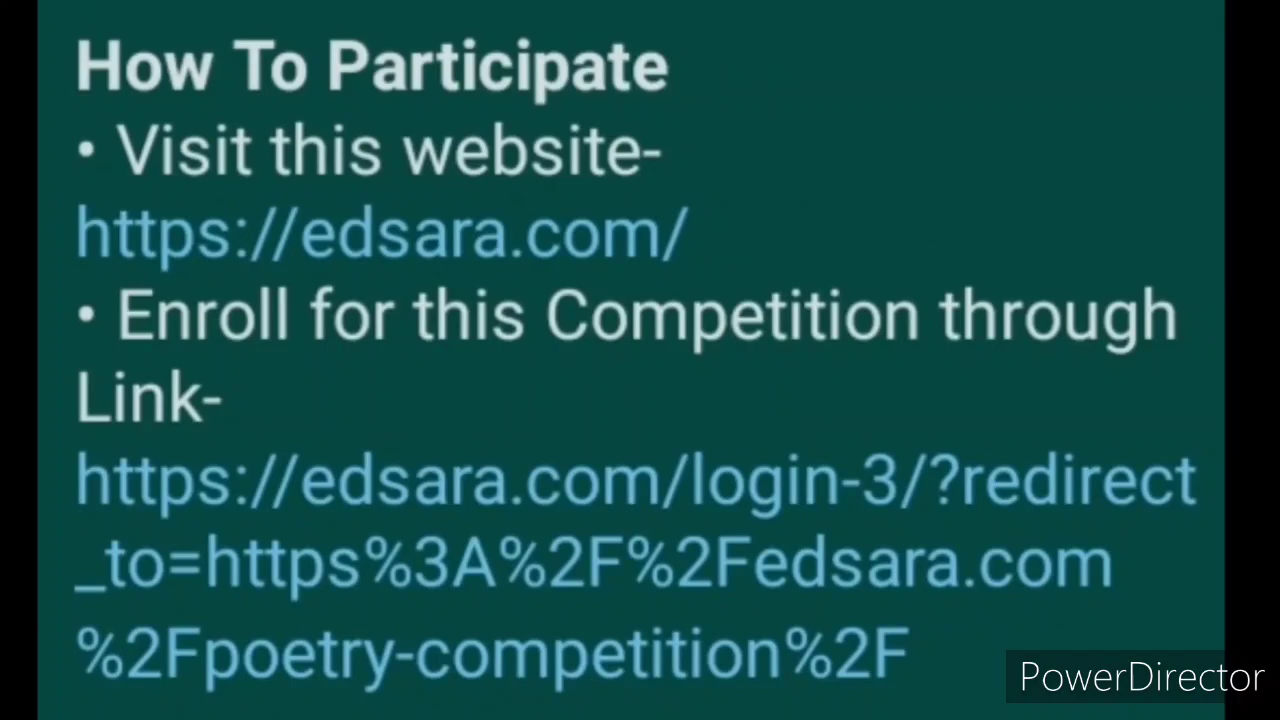 How To Participate
• Visit this website-
https://edsara.com/
• Enroll for this Competition through
Link-
https://edsara.com/login-3/?redirect
_to=https%3A%2F%2Fedsara.com
%2Fpoetry-competition%2F
PowerDirector